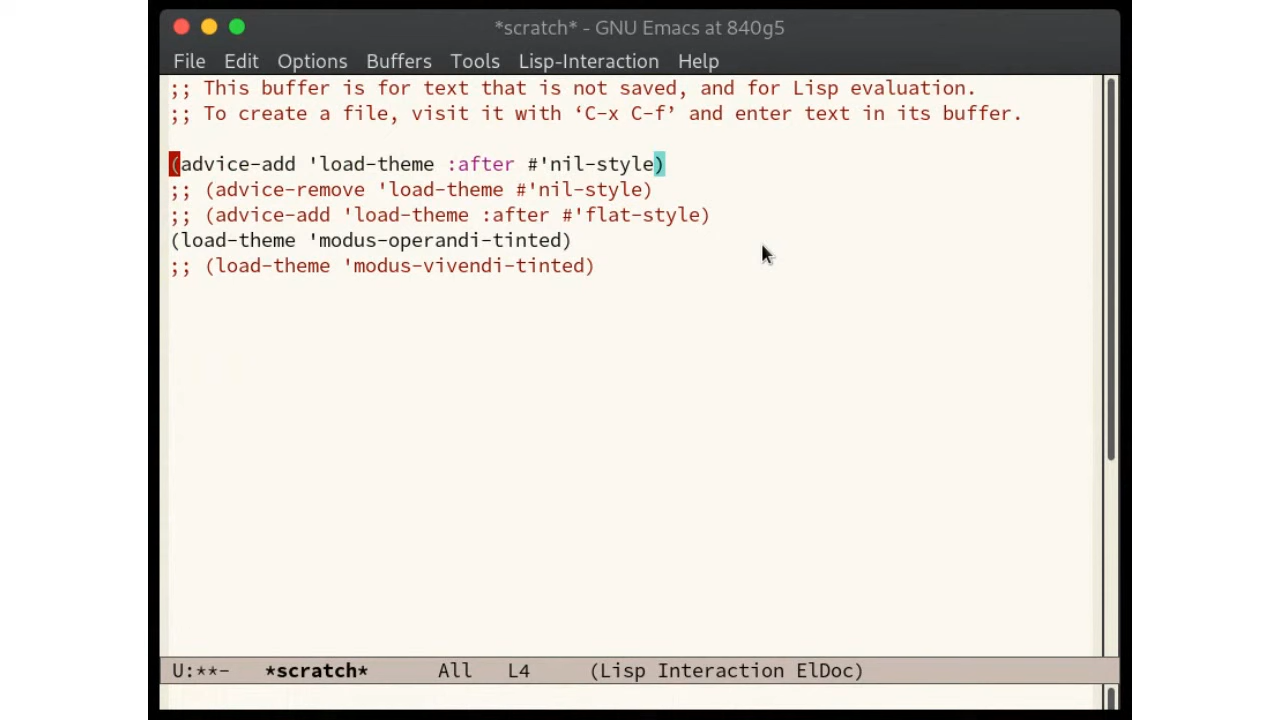 *scratch* - GNU Emacs at 840g5
File Edit Options Buffers Tools Lisp-Interaction Help
;; This buffer is for text that is not saved, and for Lisp evaluation.
;; To create a file, visit it with ‘C-x C-f’ and enter text in its buffer.
(advice-add 'load-theme :after #'nil-style)
;; (advice-remove 'load-theme #'nil-style)
;; (advice-add 'load-theme :after #'flat-style)
(load-theme 'modus-operandi-tinted)
;; (load-theme 'modus-vivendi-tinted)
U:**- *scratch* All L4 (Lisp Interaction ElDoc)